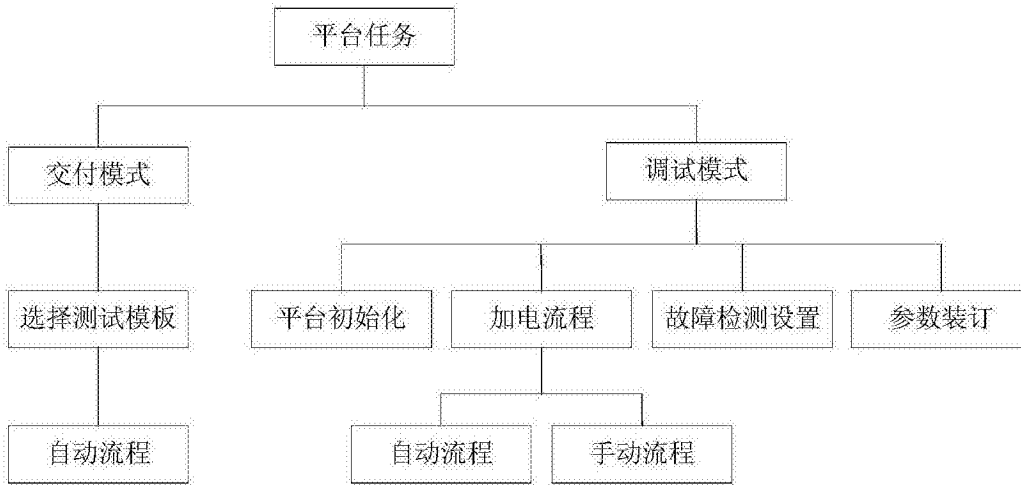 平台任务
交付模式
调试模式
选择测试模板
平台初始化
加电流程
故障检测设置
参数装订
自动流程
自动流程
手动流程